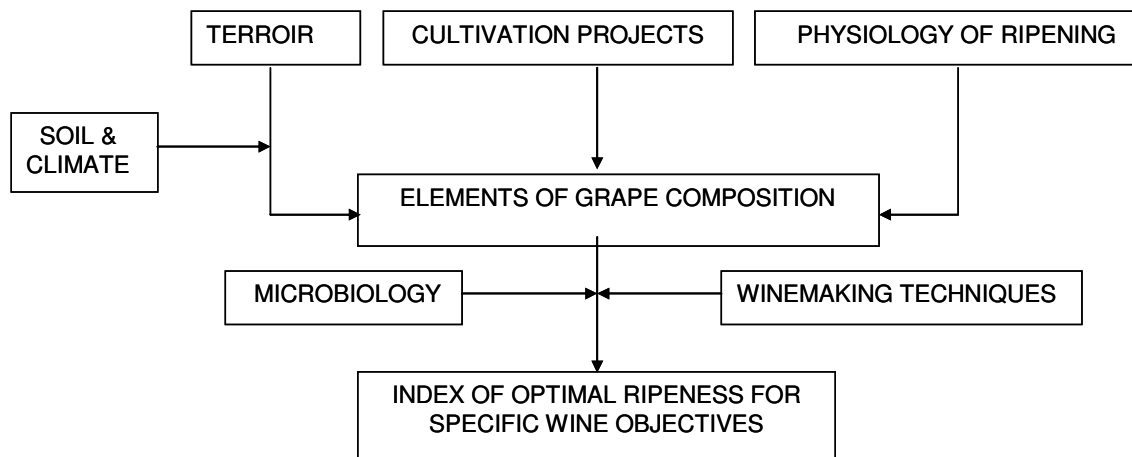 TERROIR
CULTIVATION PROJECTS
PHYSIOLOGY OF RIPENING
SOIL &
CLIMATE
ELEMENTS OF GRAPE COMPOSITION
MICROBIOLOGY
WINEMAKING TECHNIQUES
INDEX OF OPTIMAL RIPENESS FOR
SPECIFIC WINE OBJECTIVES